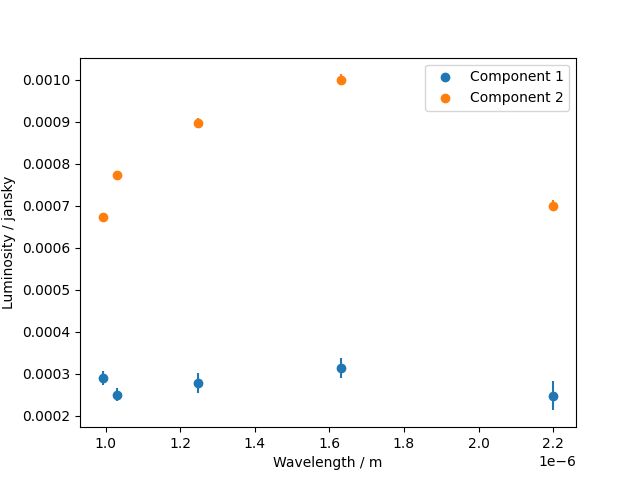 Component 1
Component 2
0.0010
0.0009
0.0008
0.0007
0.0006
0.0005
0.0004
0.0003
0.0002
Luminosity / jansky
1.0 1.2 1.4 1.6 1.8 2.0 2.2
1e−6
Wavelength / m